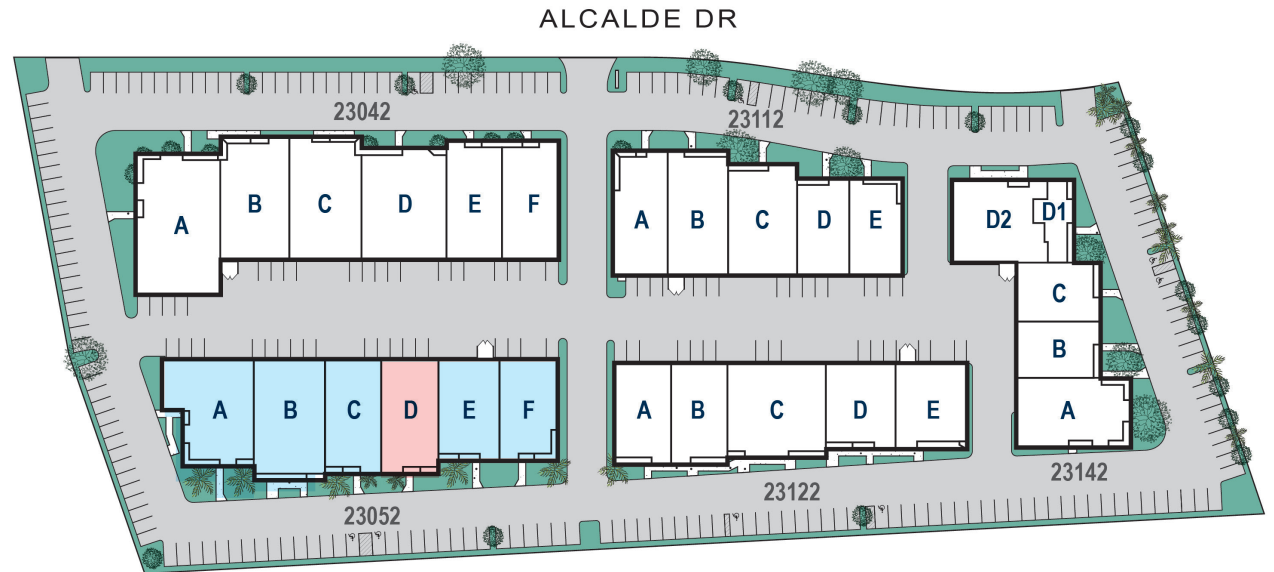 ALCALDE DR
23042
23112
A B C D E F
A B C D E
D2 D1
C
B
A
A B C D E F
A B C D E
23142
23122
23052